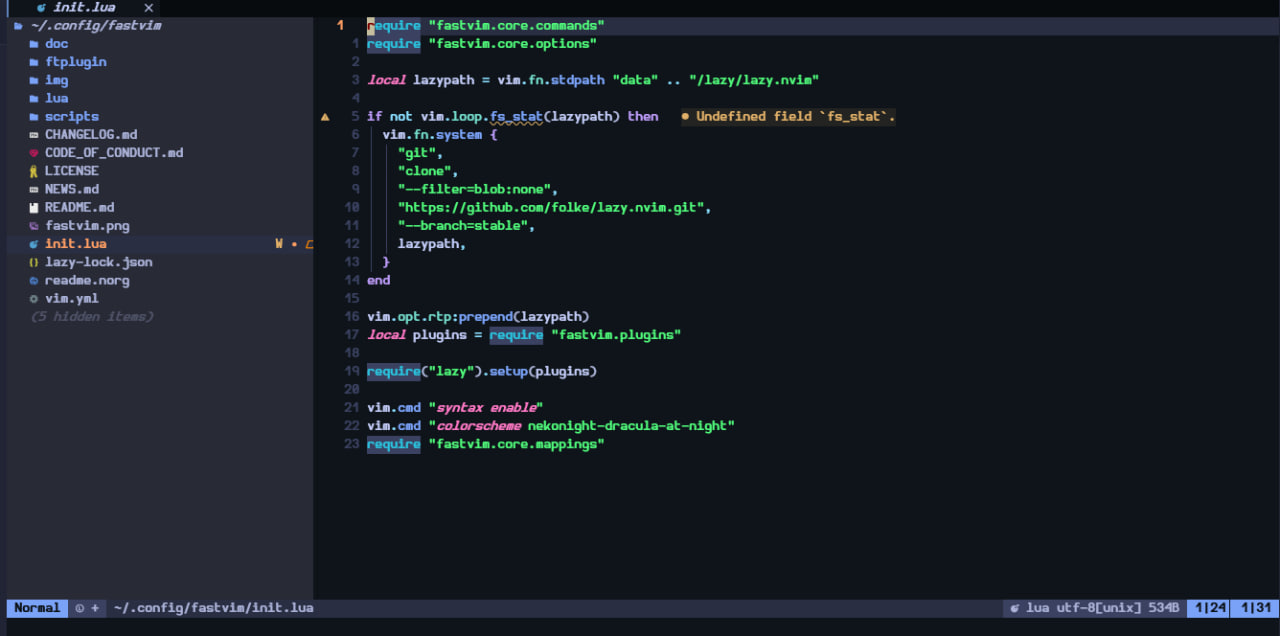 init.lua
~/.config/fastvim
doc
ftplugin
img
lua
scripts
CHANGELOG.md
CODE_OF_CONDUCT.md
LICENSE
NEWS.md
README.md
fastvim.png
init.lua W
lazy-lock.json
readme.norg
vim.yml
(5 hidden items)
1 require "fastvim.core.commands"
1 require "fastvim.core.options"
2
3 local lazypath = vim.fn.stdpath "data" .. "/lazy/lazy.nvim"
4
5 if not vim.loop.fs_stat(lazypath) then ● Undefined field `fs_stat`.
6 vim.fn.system {
7 "git",
8 "clone",
9 "--filter=blob:none",
10 "https://github.com/folke/lazy.nvim.git",
11 "--branch=stable",
12 lazypath,
13 }
14 end
15
16 vim.opt.rtp:prepend(lazypath)
17 local plugins = require "fastvim.plugins"
18
19 require("lazy").setup(plugins)
20
21 vim.cmd "syntax enable"
22 vim.cmd "colorscheme nekonight-dracula-at-night"
23 require "fastvim.core.mappings"
Normal + ~/.config/fastvim/init.lua lua utf-8[unix] 534B 1|24 1|31